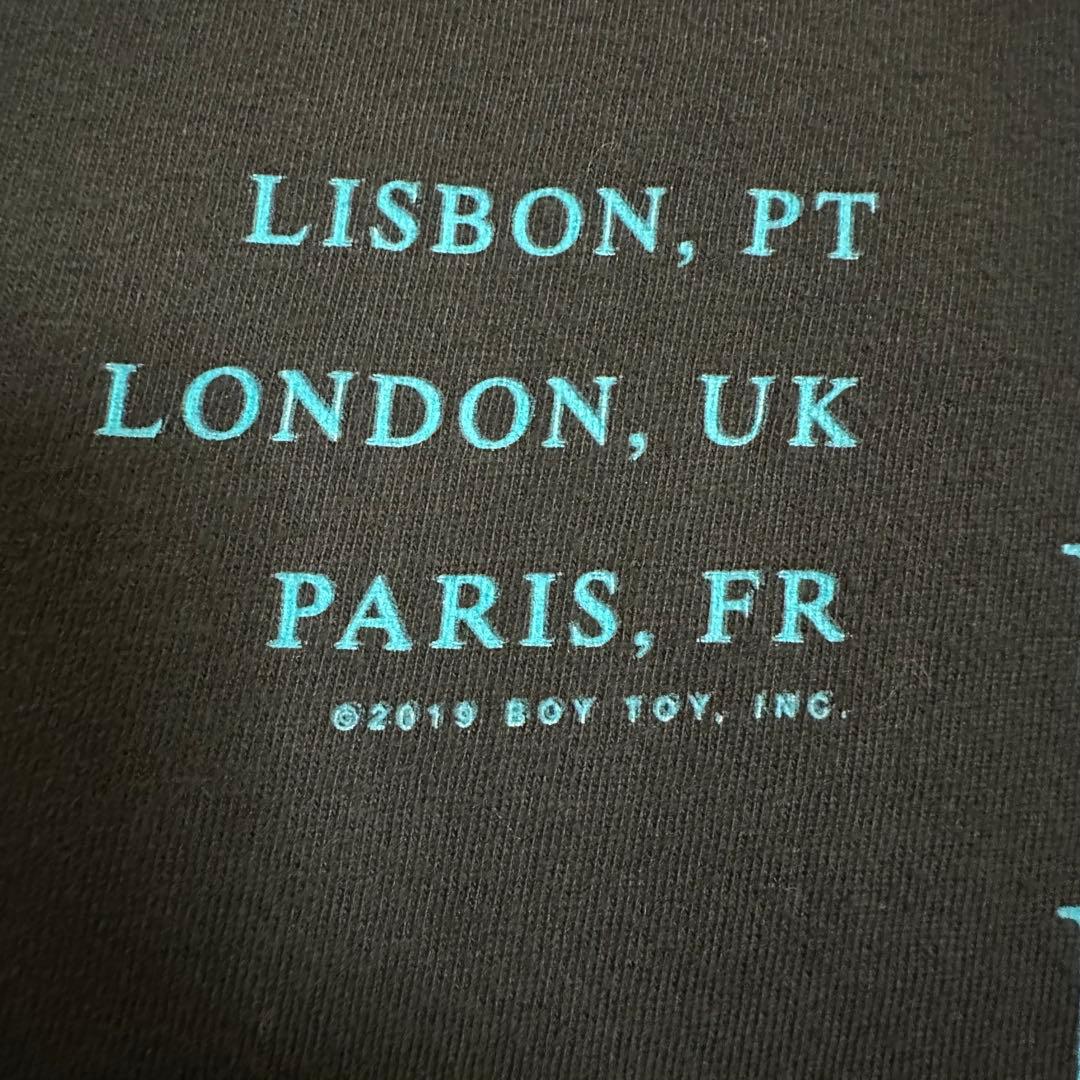 LISBON, PT
LONDON, UK
PARIS, FR
©2019 BOY TOY, INC.